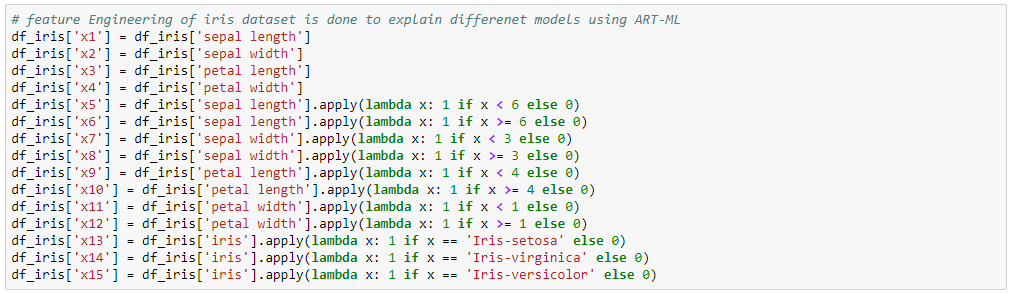 # feature Engineering of iris dataset is done to explain differenet models using ART-ML
df_iris['x1'] = df_iris['sepal length']
df_iris['x2'] = df_iris['sepal width']
df_iris['x3'] = df_iris['petal length']
df_iris['x4'] = df_iris['petal width']
df_iris['x5'] = df_iris['sepal length'].apply(lambda x: 1 if x < 6 else 0)
df_iris['x6'] = df_iris['sepal length'].apply(lambda x: 1 if x >= 6 else 0)
df_iris['x7'] = df_iris['sepal width'].apply(lambda x: 1 if x < 3 else 0)
df_iris['x8'] = df_iris['sepal width'].apply(lambda x: 1 if x >= 3 else 0)
df_iris['x9'] = df_iris['petal length'].apply(lambda x: 1 if x < 4 else 0)
df_iris['x10'] = df_iris['petal length'].apply(lambda x: 1 if x >= 4 else 0)
df_iris['x11'] = df_iris['petal width'].apply(lambda x: 1 if x < 1 else 0)
df_iris['x12'] = df_iris['petal width'].apply(lambda x: 1 if x >= 1 else 0)
df_iris['x13'] = df_iris['iris'].apply(lambda x: 1 if x == 'Iris-setosa' else 0)
df_iris['x14'] = df_iris['iris'].apply(lambda x: 1 if x == 'Iris-virginica' else 0)
df_iris['x15'] = df_iris['iris'].apply(lambda x: 1 if x == 'Iris-versicolor' else 0)